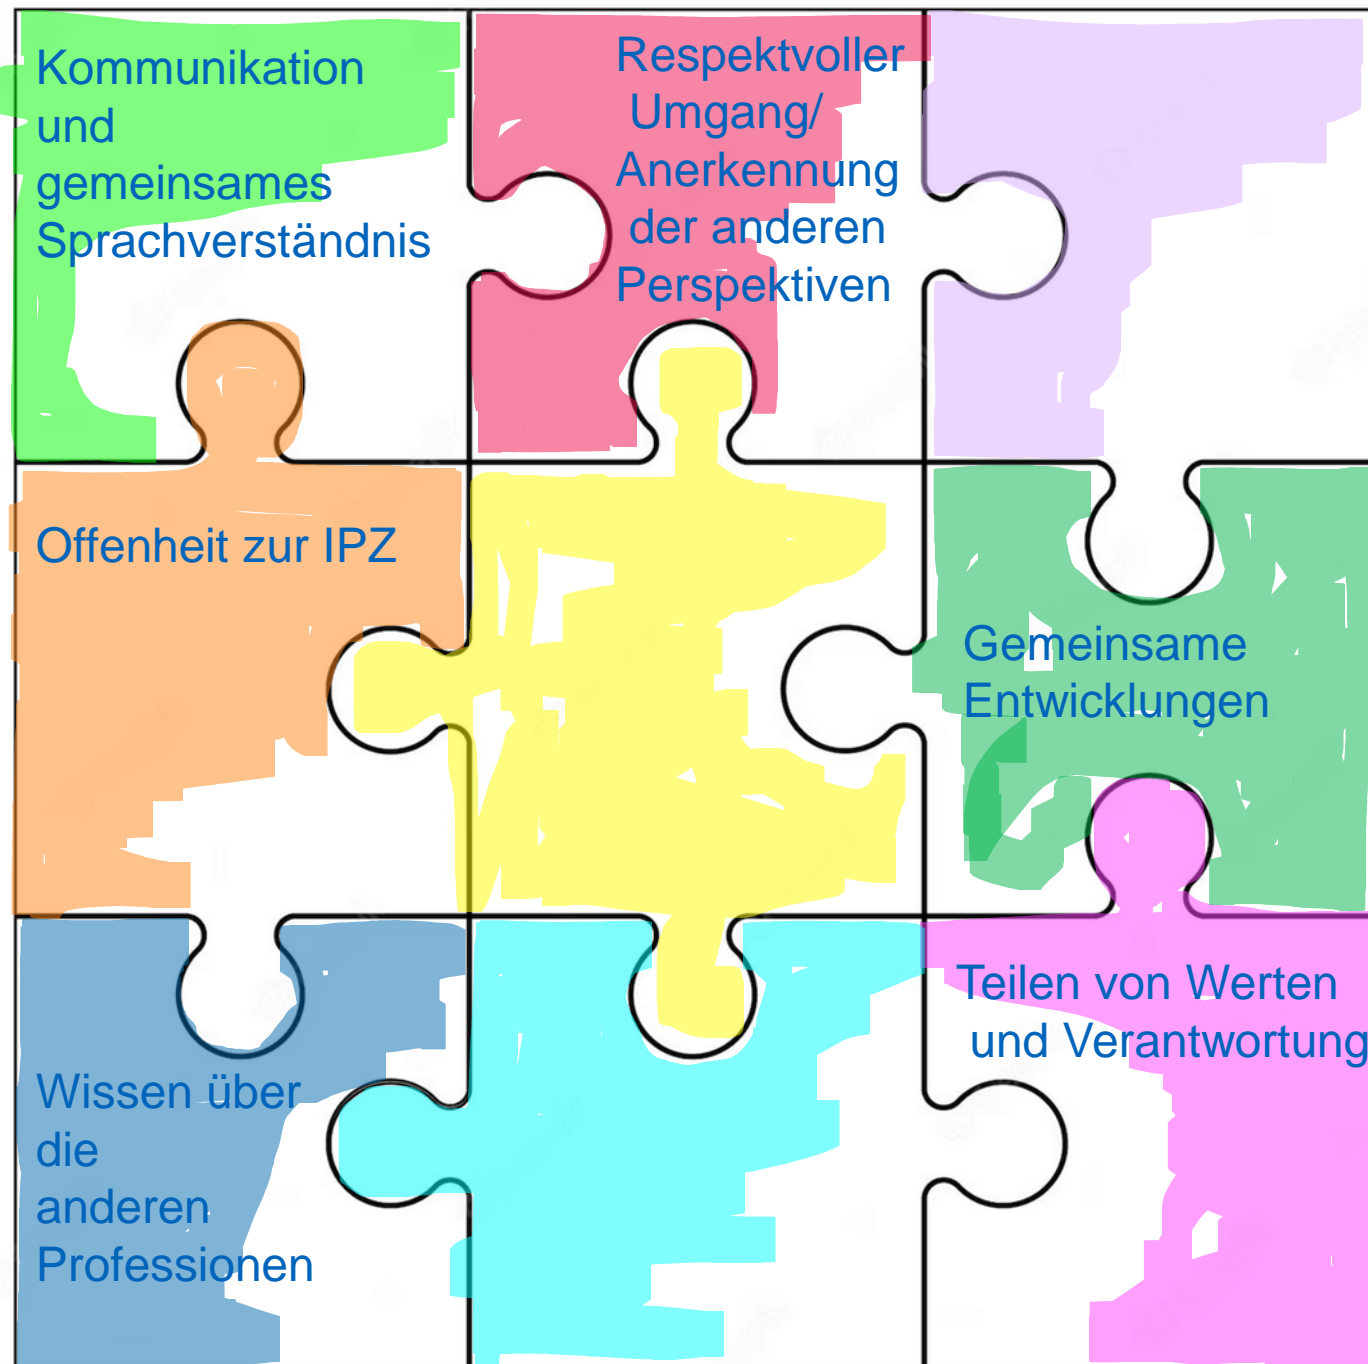 Kommunikation
und
gemeinsames
Sprachverständnis
Respektvoller
Umgang/
Anerkennung
der anderen
Perspektiven
Offenheit zur IPZ
Gemeinsame
Entwicklungen
Wissen über
die
anderen
Professionen
Teilen von Werten
und Verantwortung